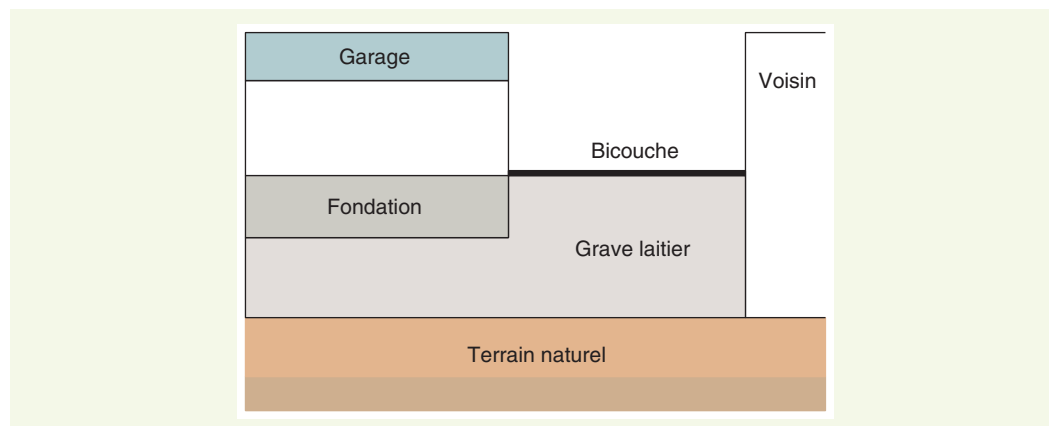 Garage
Voisin
Bicouche
Fondation
Grave laitier
Terrain naturel